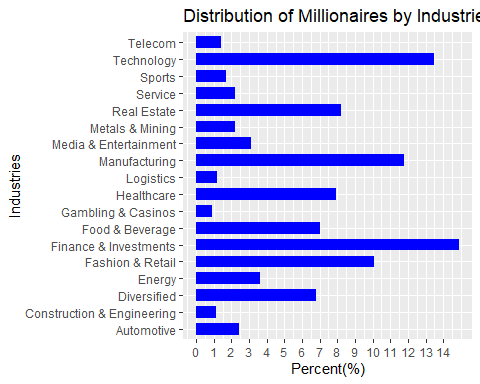 Distribution of Millionaires by Industrie
Telecom
Technology
Sports
Service
Real Estate
Metals & Mining
Media & Entertainment
Manufacturing
Logistics
Healthcare
Gambling & Casinos
Food & Beverage
Finance & Investments
Fashion & Retail
Energy
Diversified
Construction & Engineering
Automotive
Industries
0 1 2 3 4 5 6 7 8 9 10 11 12 13 14
Percent(%)